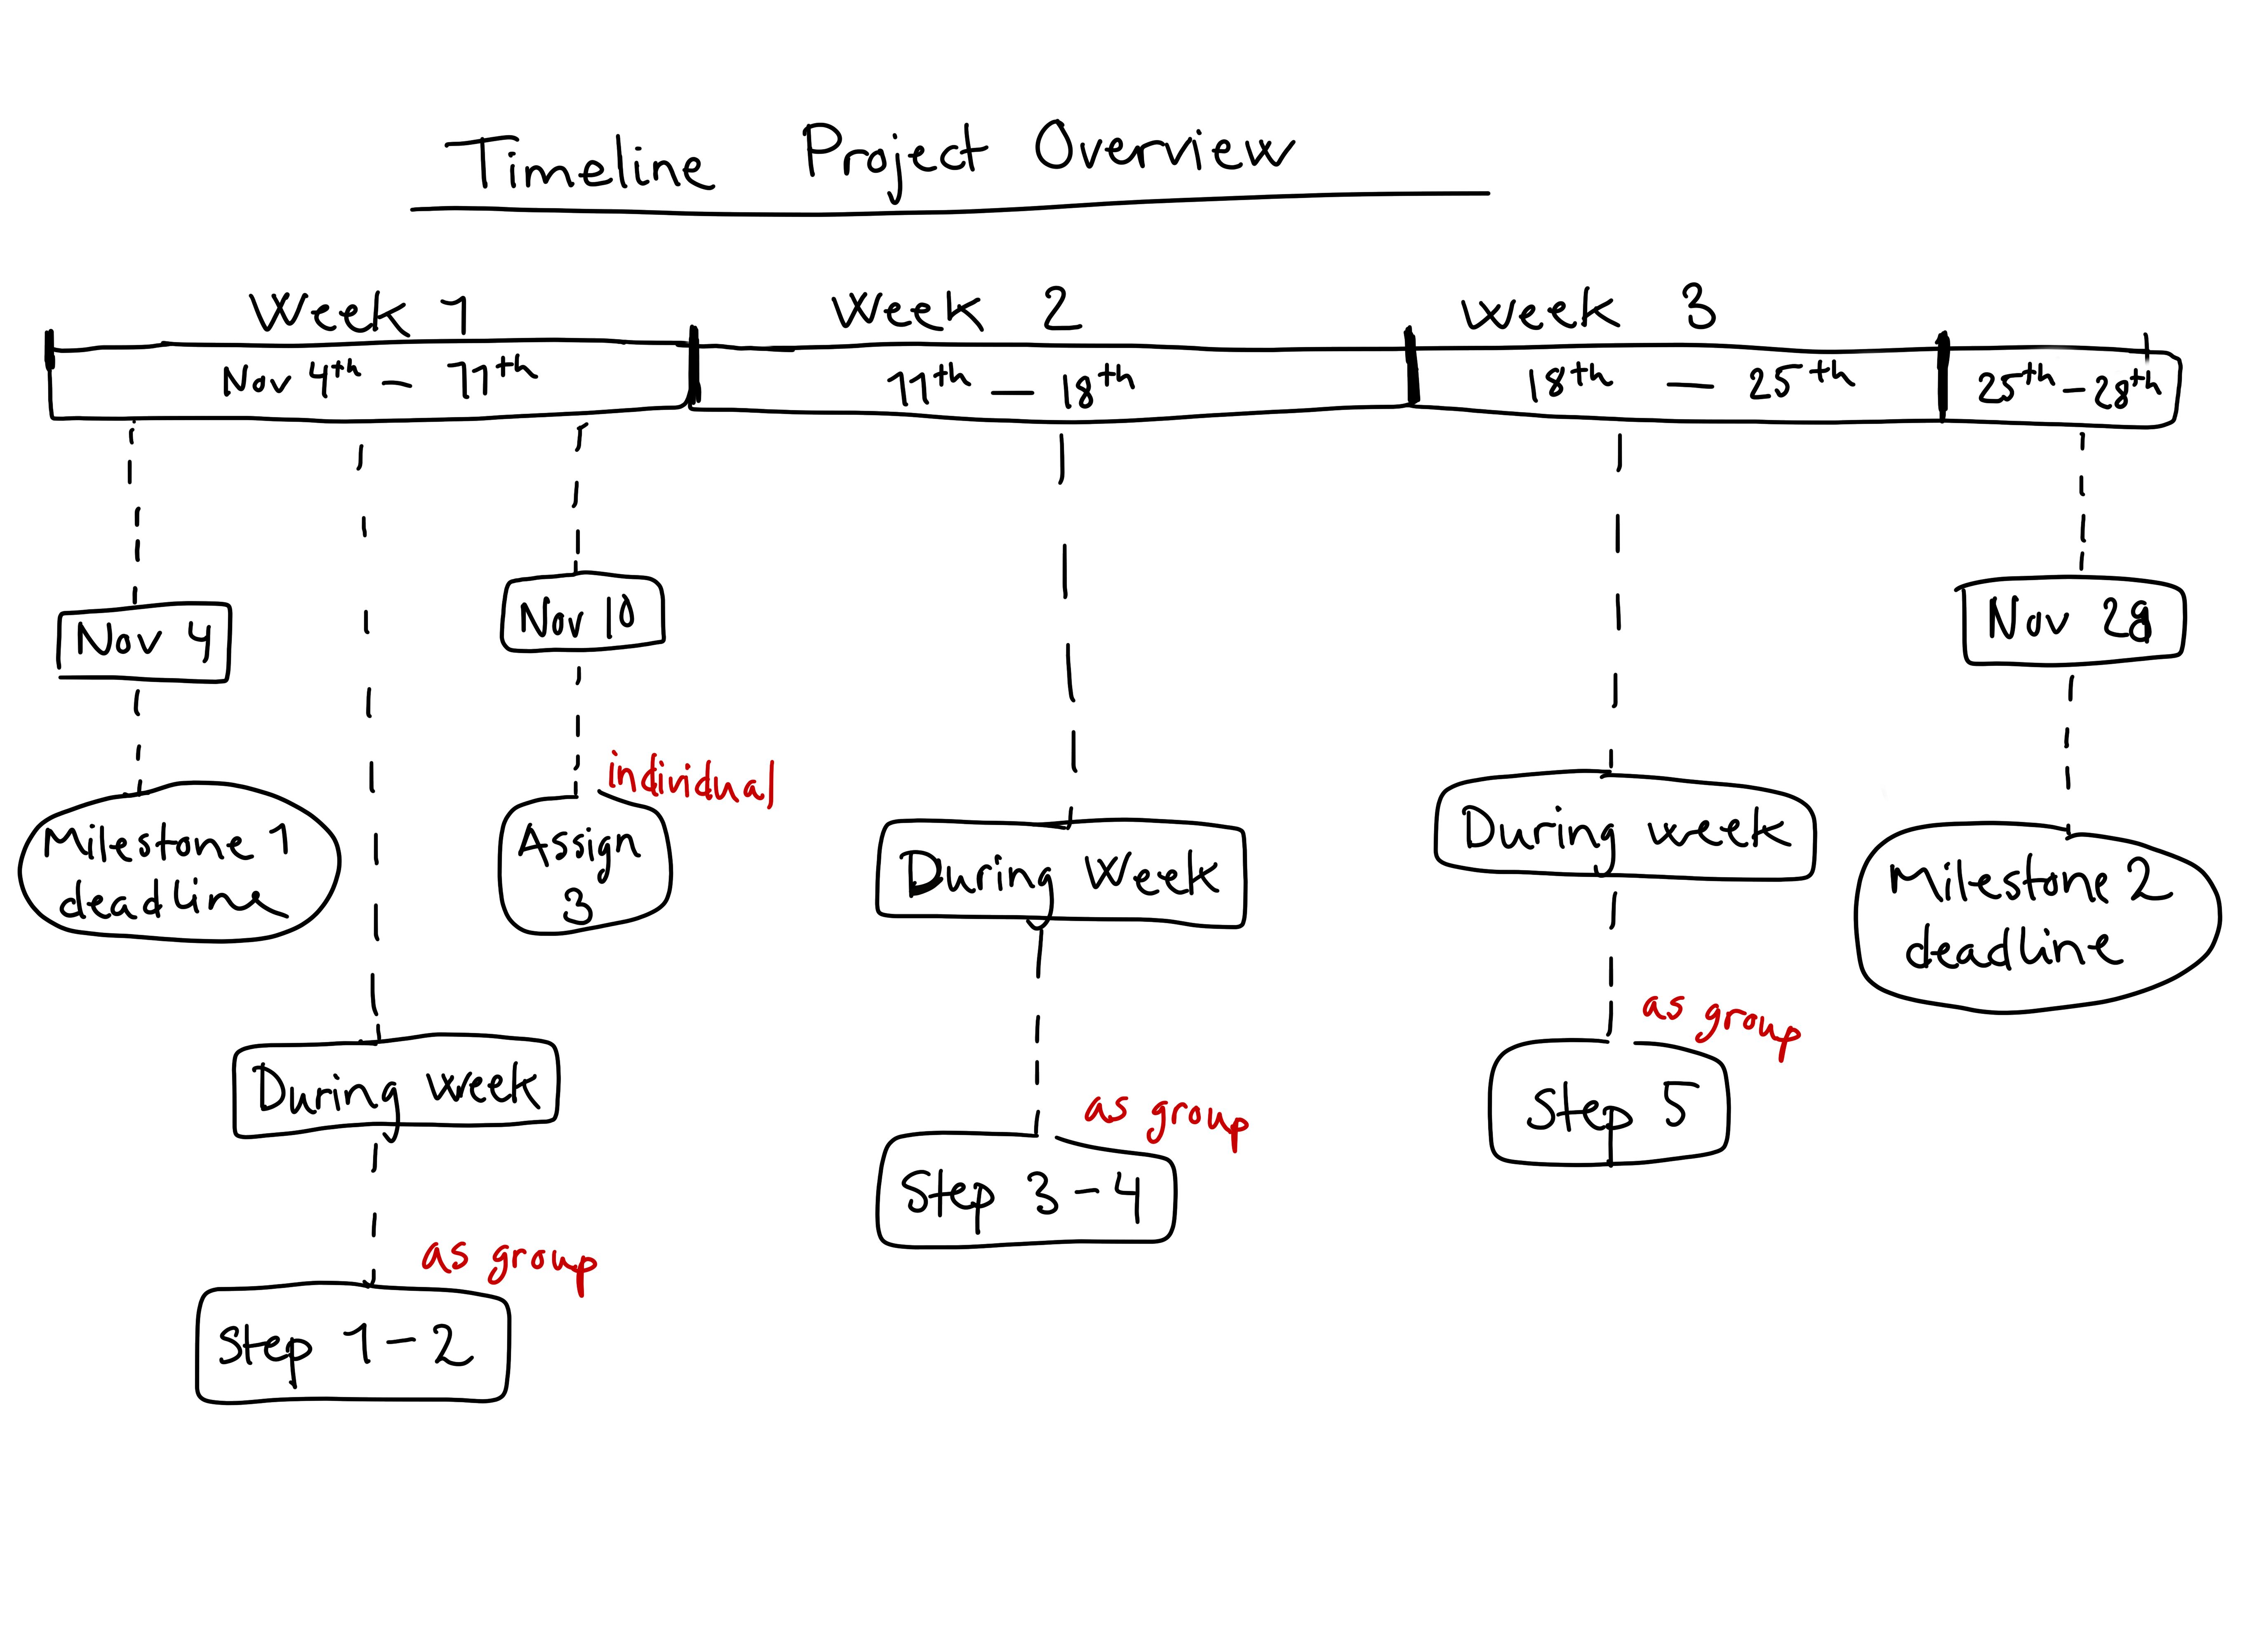 Timeline Project Overview
Week 1
Week 2
week 3
Nov 4th — 11th
11th — 18th
18th — 25th
25th — 28th
Nov 4
Nov 10
Nov
individual
Milestone 1
deadline
Assign
3
During Week
During week
Milestone 2
deadline
as group
During week
as group
Step 5
Step 3-4
as group
Step 1-2